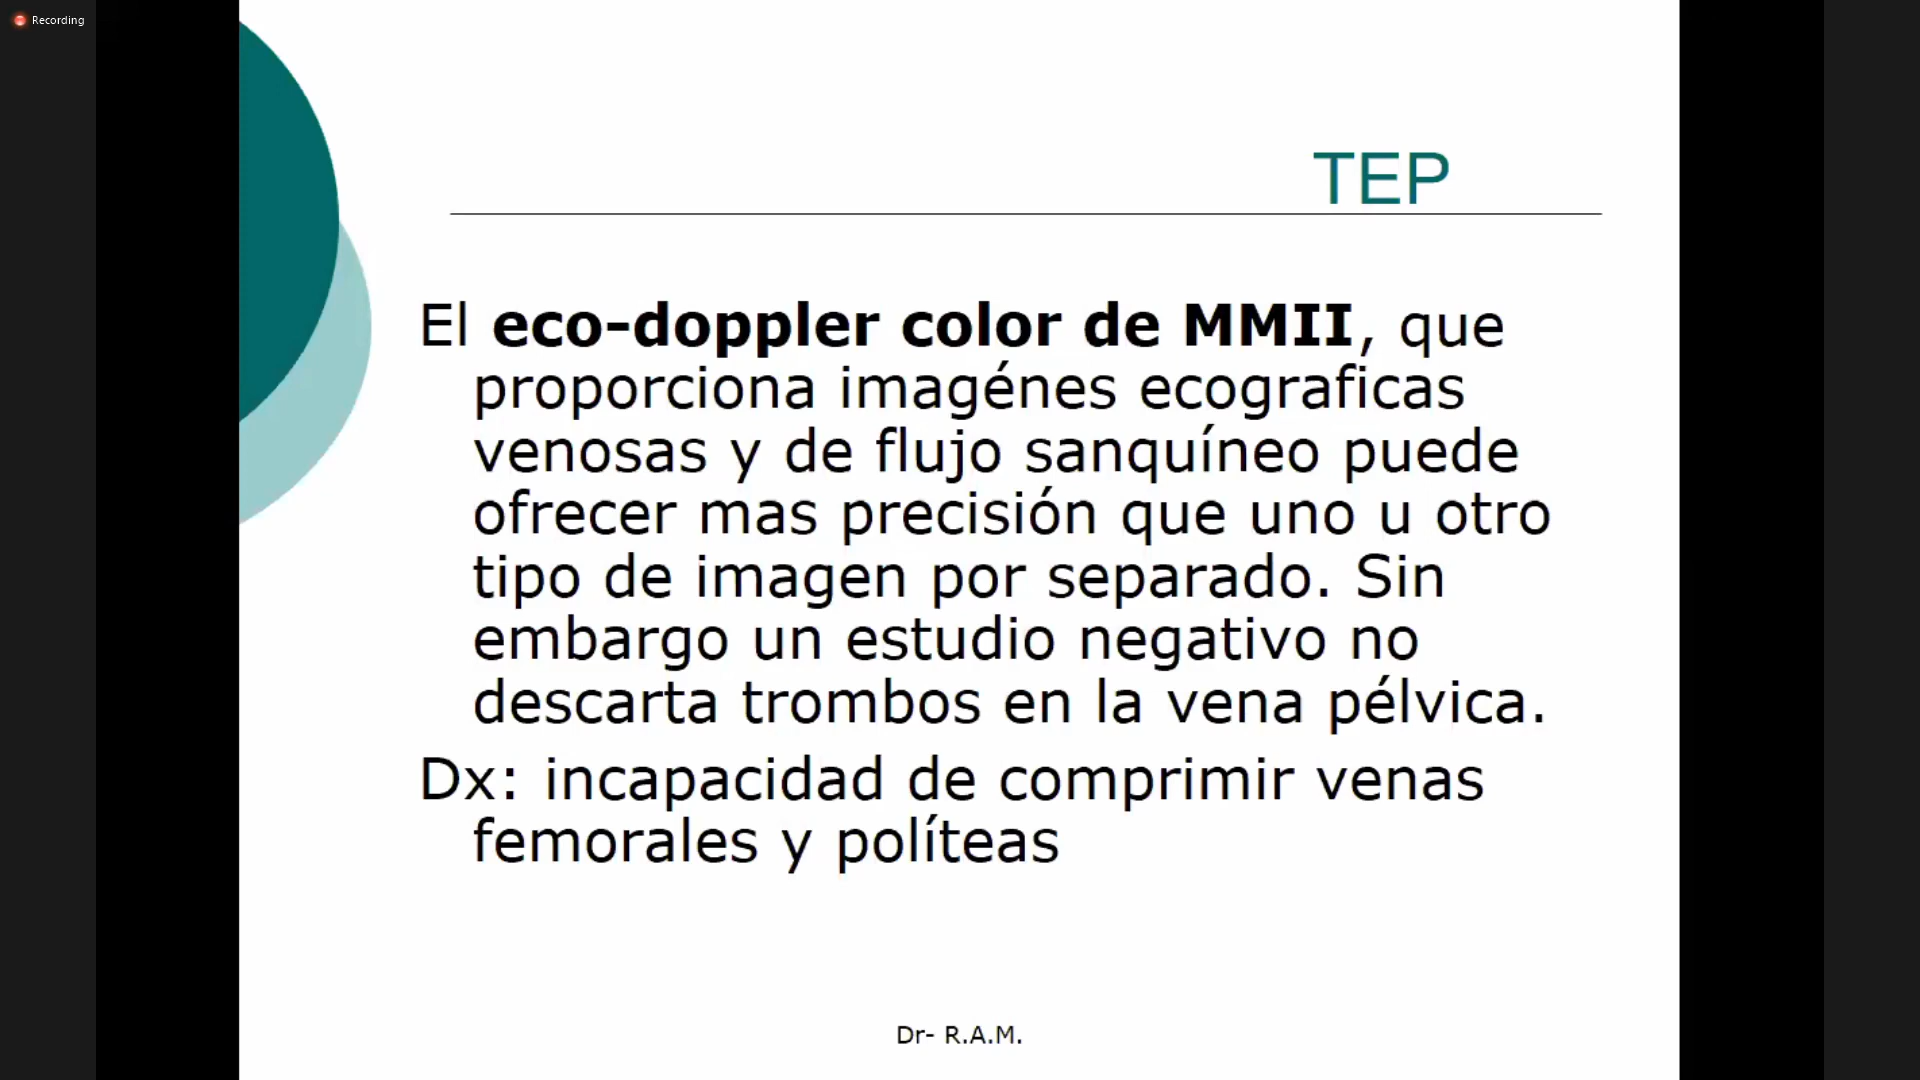 Recording
TEP
El eco-doppler color de MMII, que
proporciona imagénes ecograficas
venosas y de flujo sanquíneo puede
ofrecer mas precisión que uno u otro
tipo de imagen por separado. Sin
embargo un estudio negativo no
descarta trombos en la vena pélvica.
Dx: incapacidad de comprimir venas
femorales y políteas
Dr- R.A.M.